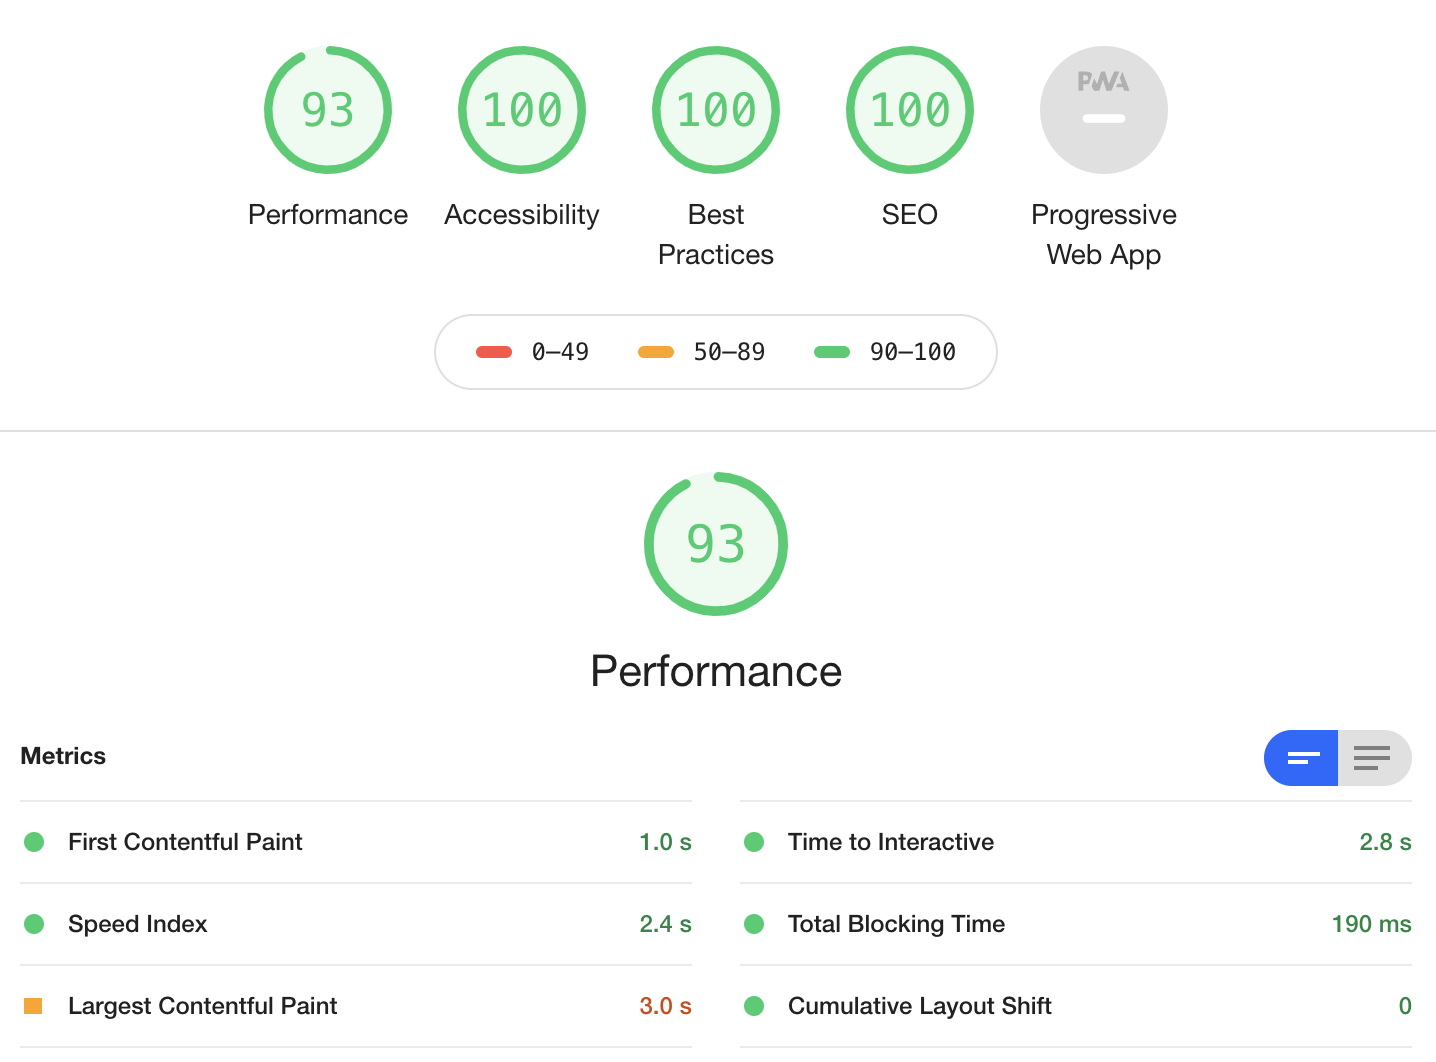 93
100
100
100
PWA
Performance
Accessibility
Best
Practices
SEO
Progressive
Web App
0–49
50–89
90–100
93
Performance
Metrics
First Contentful Paint 1.0 s
Time to Interactive 2.8 s
Speed Index 2.4 s
Total Blocking Time 190 ms
Largest Contentful Paint 3.0 s
Cumulative Layout Shift 0